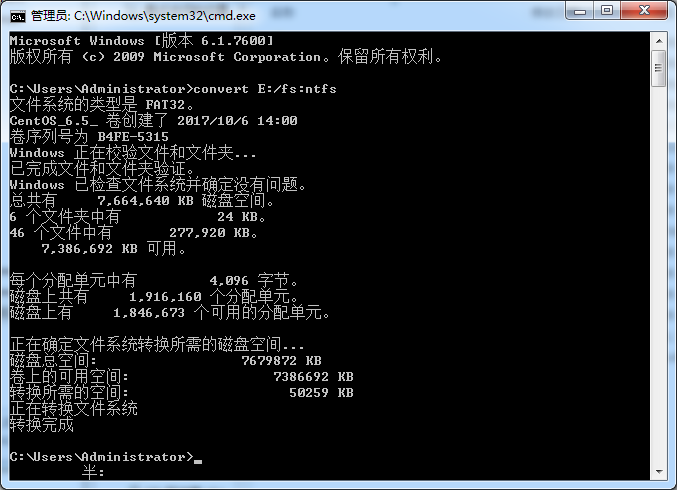 管理员: C:\Windows\system32\cmd.exe
Microsoft Windows [版本 6.1.7600]
版权所有 (c) 2009 Microsoft Corporation。保留所有权利。
C:\Users\Administrator>convert E:/fs:ntfs
文件系统的类型是 FAT32。
CentOS_6.5_ 卷创建了 2017/10/6 14:00
卷序列号为 B4FE-5315
Windows 正在校验文件和文件夹...
已完成文件和文件夹验证。
Windows 已检查文件系统并确定没有问题。
总共有 7,664,640 KB 磁盘空间。
6 个文件夹中有 24 KB。
46 个文件中有 277,920 KB。
7,386,692 KB 可用。
每个分配单元中有 4,096 字节。
磁盘上共有 1,916,160 个分配单元。
磁盘上有 1,846,673 个可用的分配单元。
正在确定文件系统转换所需的磁盘空间...
磁盘总空间: 7679872 KB
卷上的可用空间: 7386692 KB
转换所需的空间: 50259 KB
正在转换文件系统
转换完成
C:\Users\Administrator>_
半: